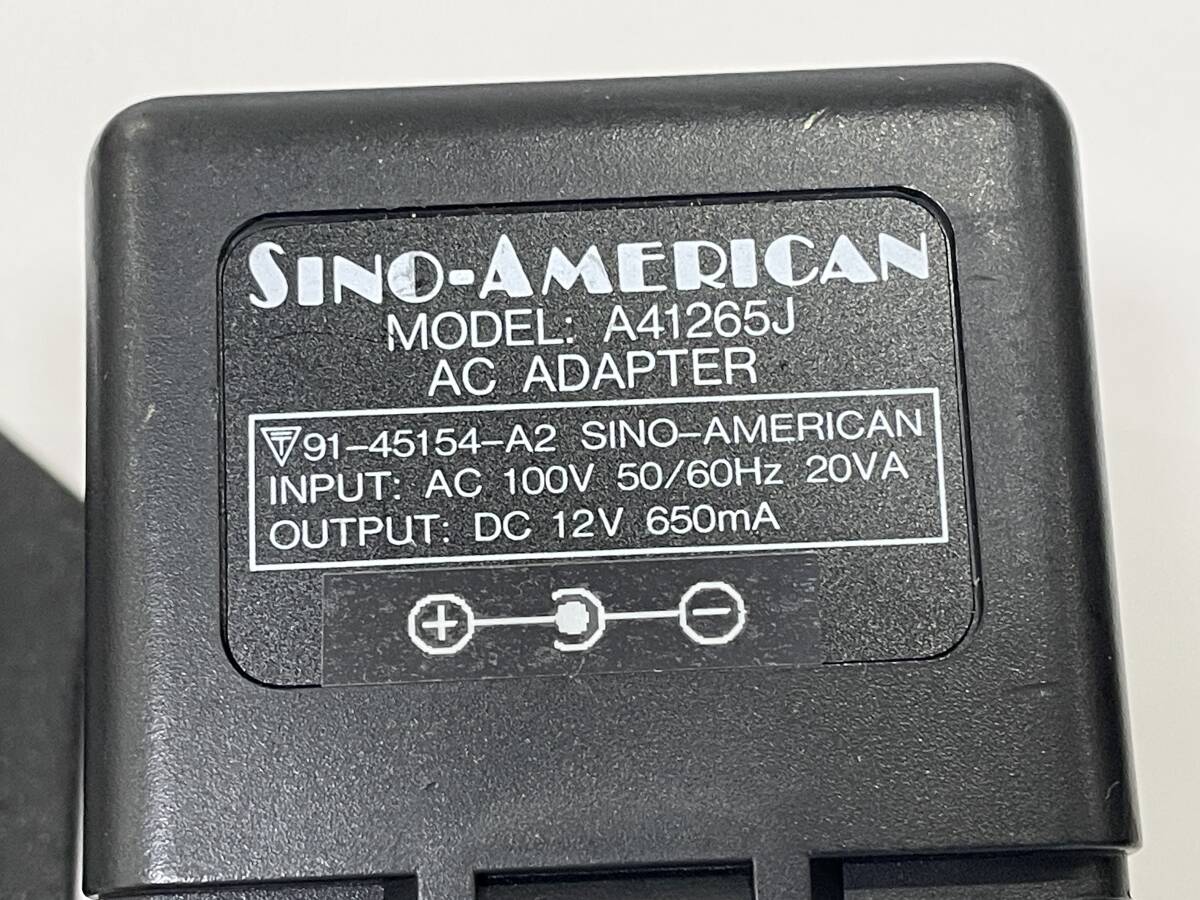 SINO-AMERICAN
MODEL: A41265J
AC ADAPTER
91-45154-A2 SINO-AMERICAN
INPUT: AC 100V 50/60Hz 20VA
OUTPUT: DC 12V 650mA
+ −